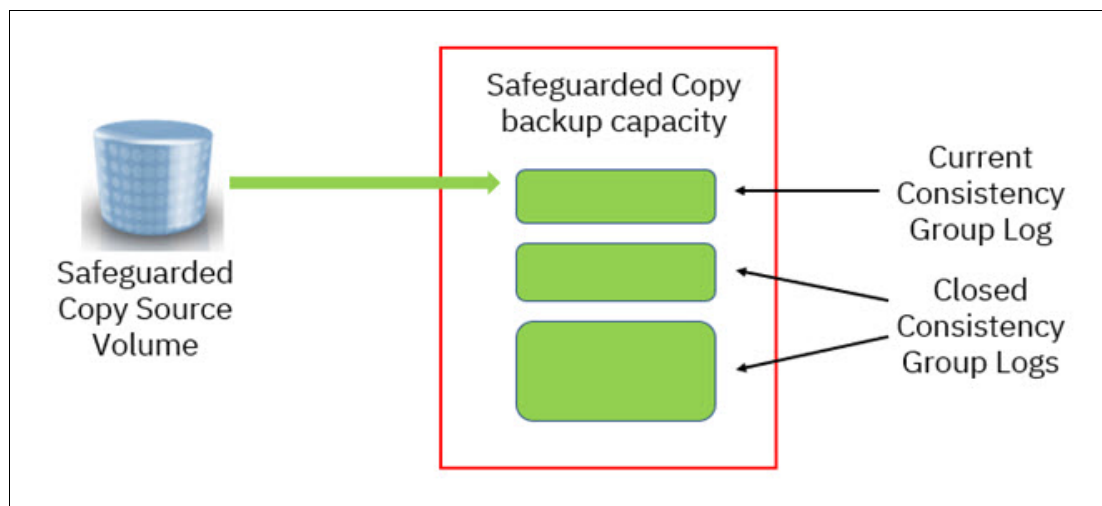 Safeguarded Copy
backup capacity
Current
Consistency
Group Log
Safeguarded
Copy Source
Volume
Closed
Consistency
Group Logs